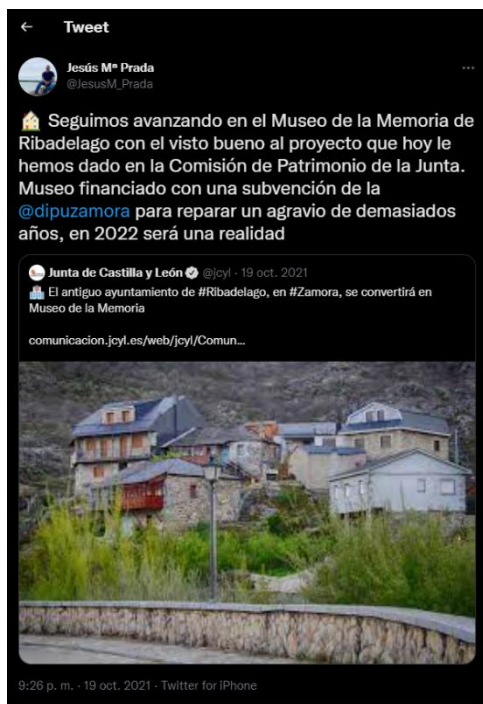 Tweet
Jesús Mª Prada
@JesusM_Prada
Seguimos avanzando en el Museo de la Memoria de
Ribadelago con el visto bueno al proyecto que hoy le
hemos dado en la Comisión de Patrimonio de la Junta.
Museo financiado con una subvención de la
@dipuzamora para reparar un agravio de demasiados
años, en 2022 será una realidad
Junta de Castilla y León @jcyl · 19 oct. 2021
El antiguo ayuntamiento de #Ribadelago, en #Zamora, se convertirá en
Museo de la Memoria
comunicacion.jcyl.es/web/jcyl/Comun...
9:26 p. m. · 19 oct. 2021 · Twitter for iPhone